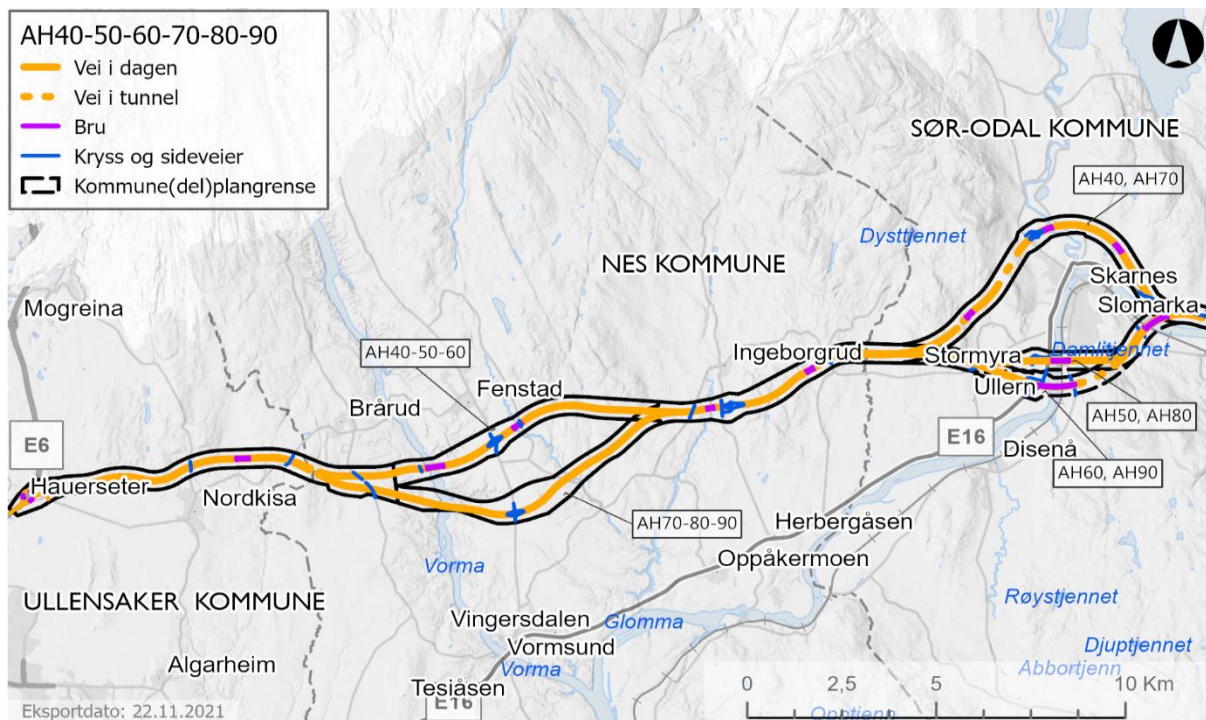 AH40-50-60-70-80-90
Vei i dagen
Vei i tunnel
Bru
Kryss og sideveier
Kommune(del)plangrense
SØR-ODAL KOMMUNE
AH40, AH70
Dysttjennet
NES KOMMUNE
Skarnes
Mogreina
Slomarka
AH40-50-60
Ingeborgrud
Stormyra
Damlitjennet
Fenstad
Ullern
Brårud
AH50, AH80
E6
E16
Disenå
Hauerseter
Nordkisa
AH60, AH90
AH70-80-90
Herbergåsen
Oppåkermoen
Vorma
Røystjennet
ULLENSAKER KOMMUNE
Vingersdalen
Glomma
Vormsund
Djuptjennet
Algarheim
Vorma
Abbortjenn
Tesiåsen
0 2,5 5 10 Km
E16
Opptjenn
Eksportdato: 22.11.2021